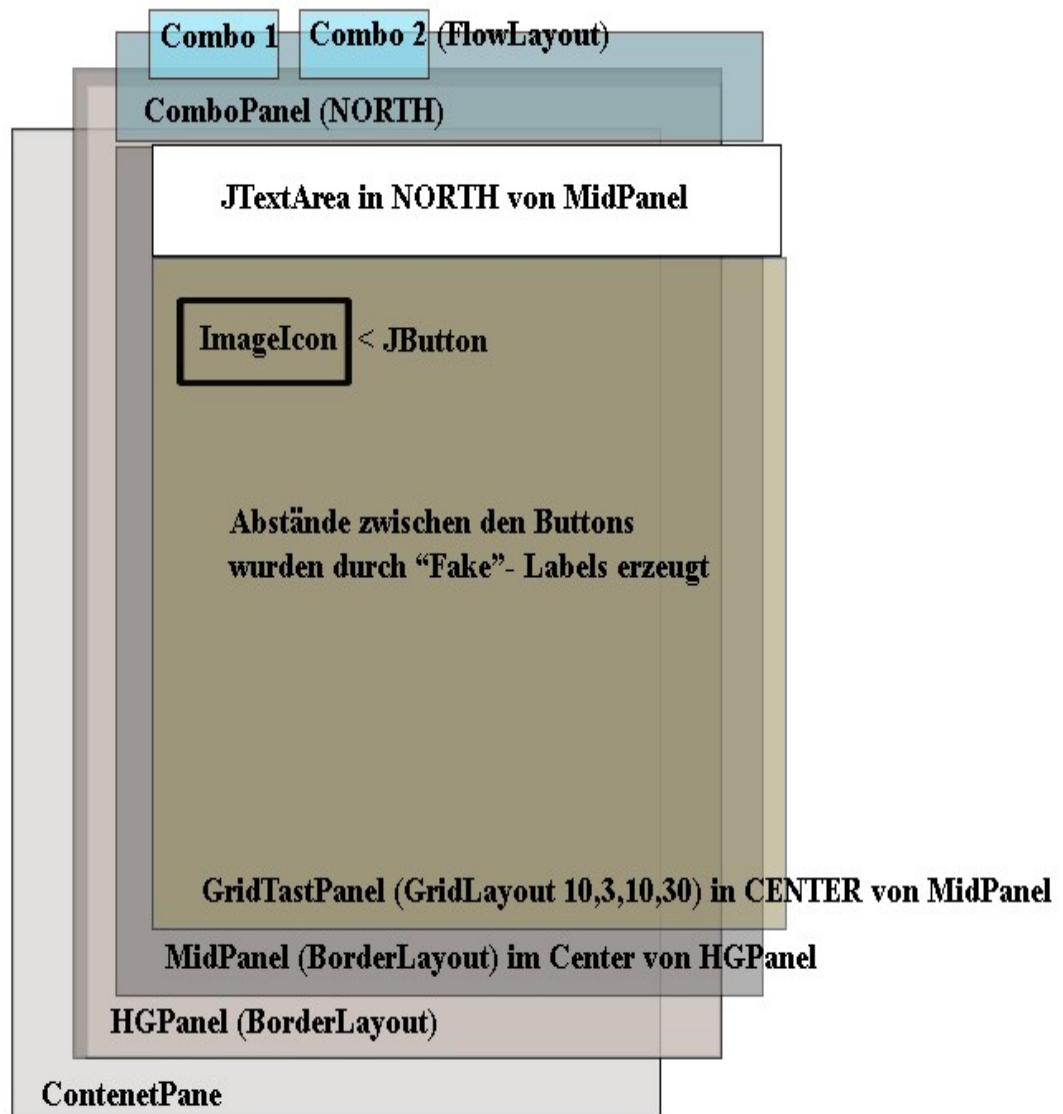 Combo 1 Combo 2 (FlowLayout)
ComboPanel (NORTH)
JTextArea in NORTH von MidPanel
ImageIcon < JButton
Abstände zwischen den Buttons
wurden durch “Fake”- Labels erzeugt
GridTastPanel (GridLayout 10,3,10,30) in CENTER von MidPanel
MidPanel (BorderLayout) im Center von HGPanel
HGPanel (BorderLayout)
ContenetPane